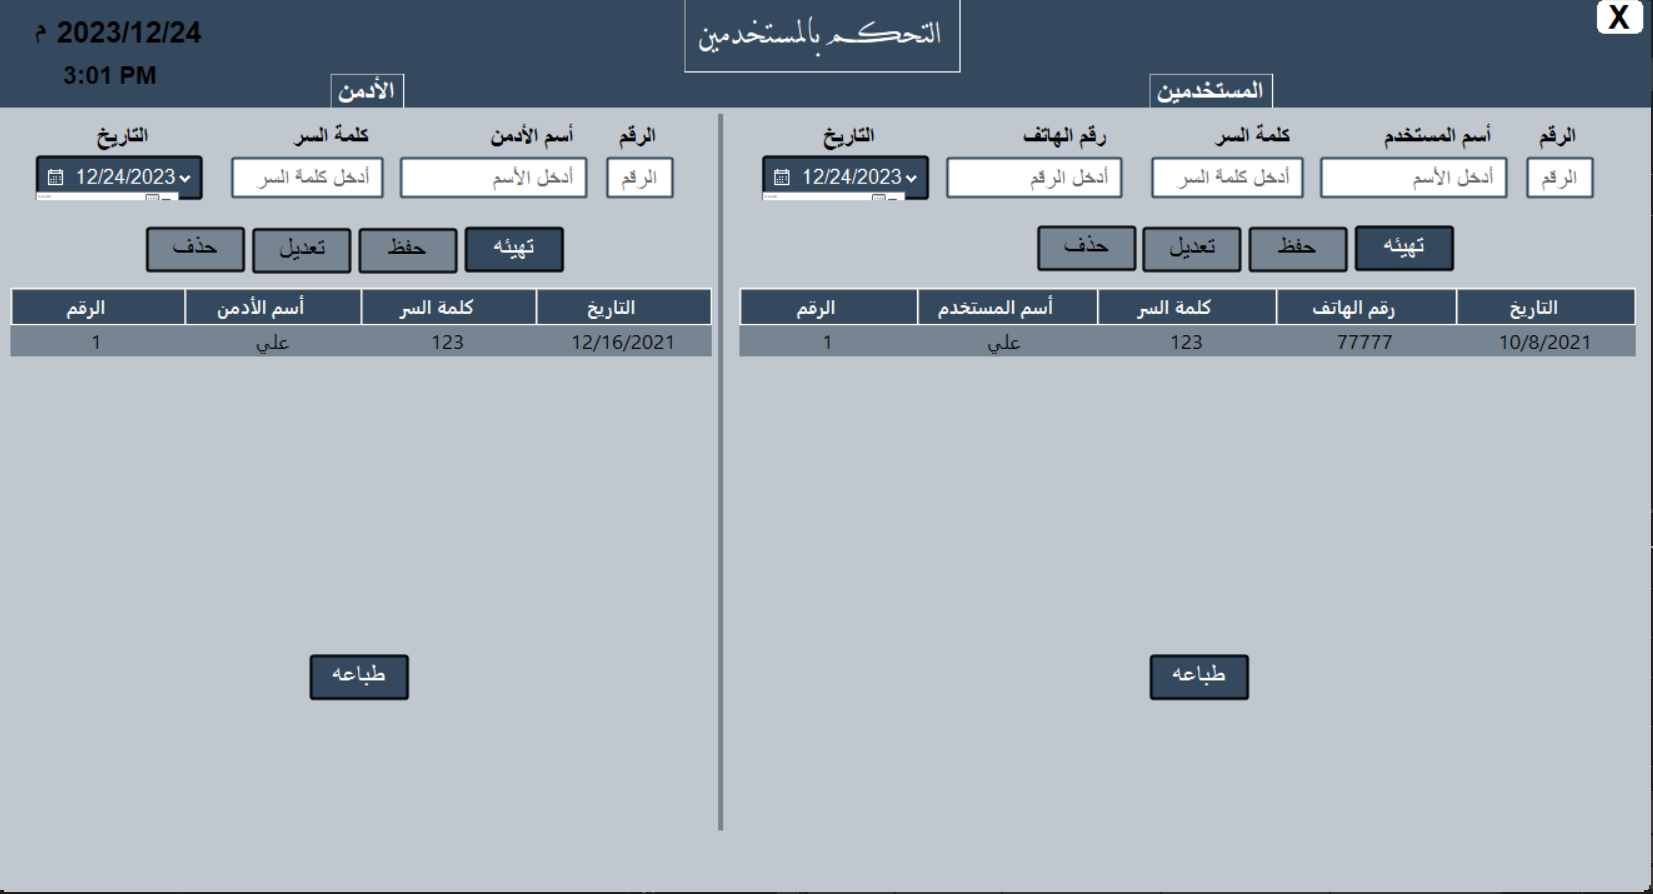 التحكم بالمستخدمين
X
2023/12/24 م
3:01 PM
المستخدمين
الرقم
أسم المستخدم
كلمة السر
رقم الهاتف
التاريخ
الرقم
أدخل الأسم
أدخل كلمة السر
أدخل الرقم
12/24/2023
تهيئه
حفظ
تعديل
حذف
الرقم أسم المستخدم كلمة السر رقم الهاتف التاريخ
1 علي 123 77777 10/8/2021
طباعه
الأدمن
الرقم
أسم الأدمن
كلمة السر
التاريخ
الرقم
أدخل الأسم
أدخل كلمة السر
12/24/2023
تهيئه
حفظ
تعديل
حذف
الرقم أسم الأدمن كلمة السر التاريخ
1 علي 123 12/16/2021
طباعه